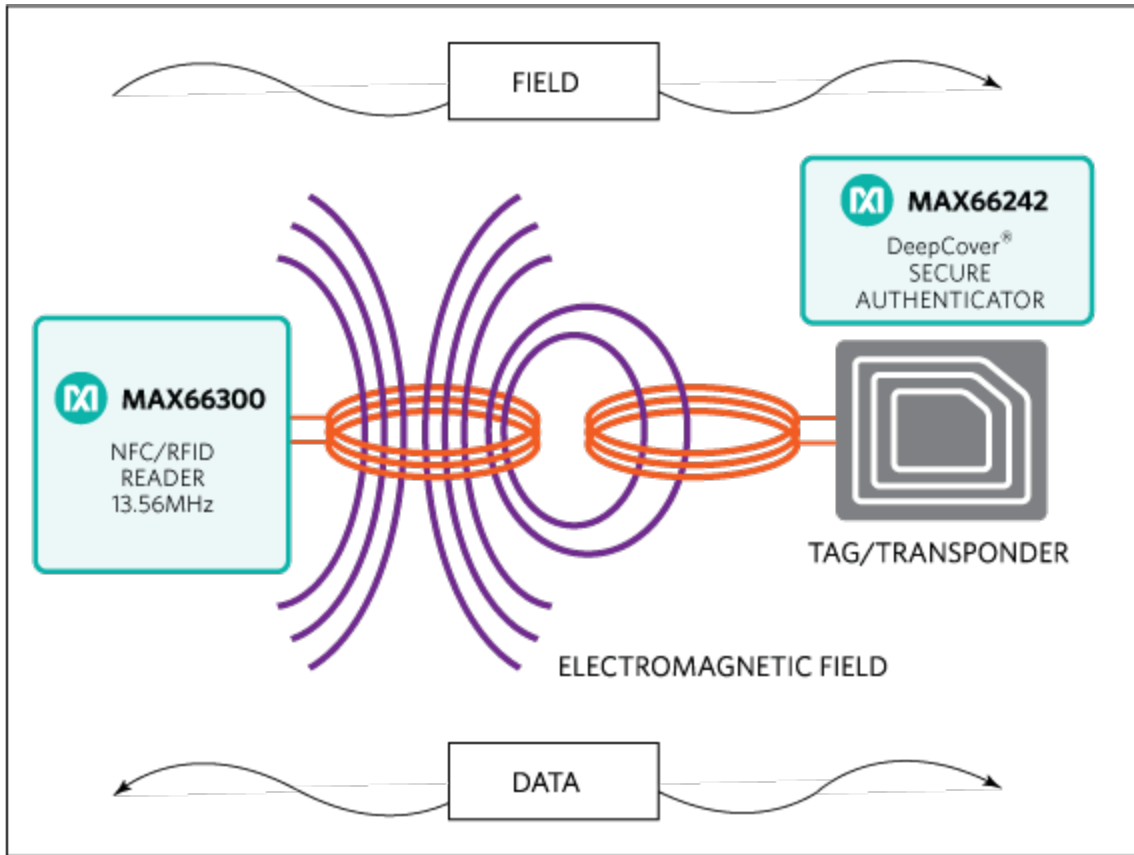 FIELD
MAX66242
DeepCover®
SECURE
AUTHENTICATOR
MAX66300
NFC/RFID
READER
13.56MHz
TAG/TRANSPONDER
ELECTROMAGNETIC FIELD
DATA